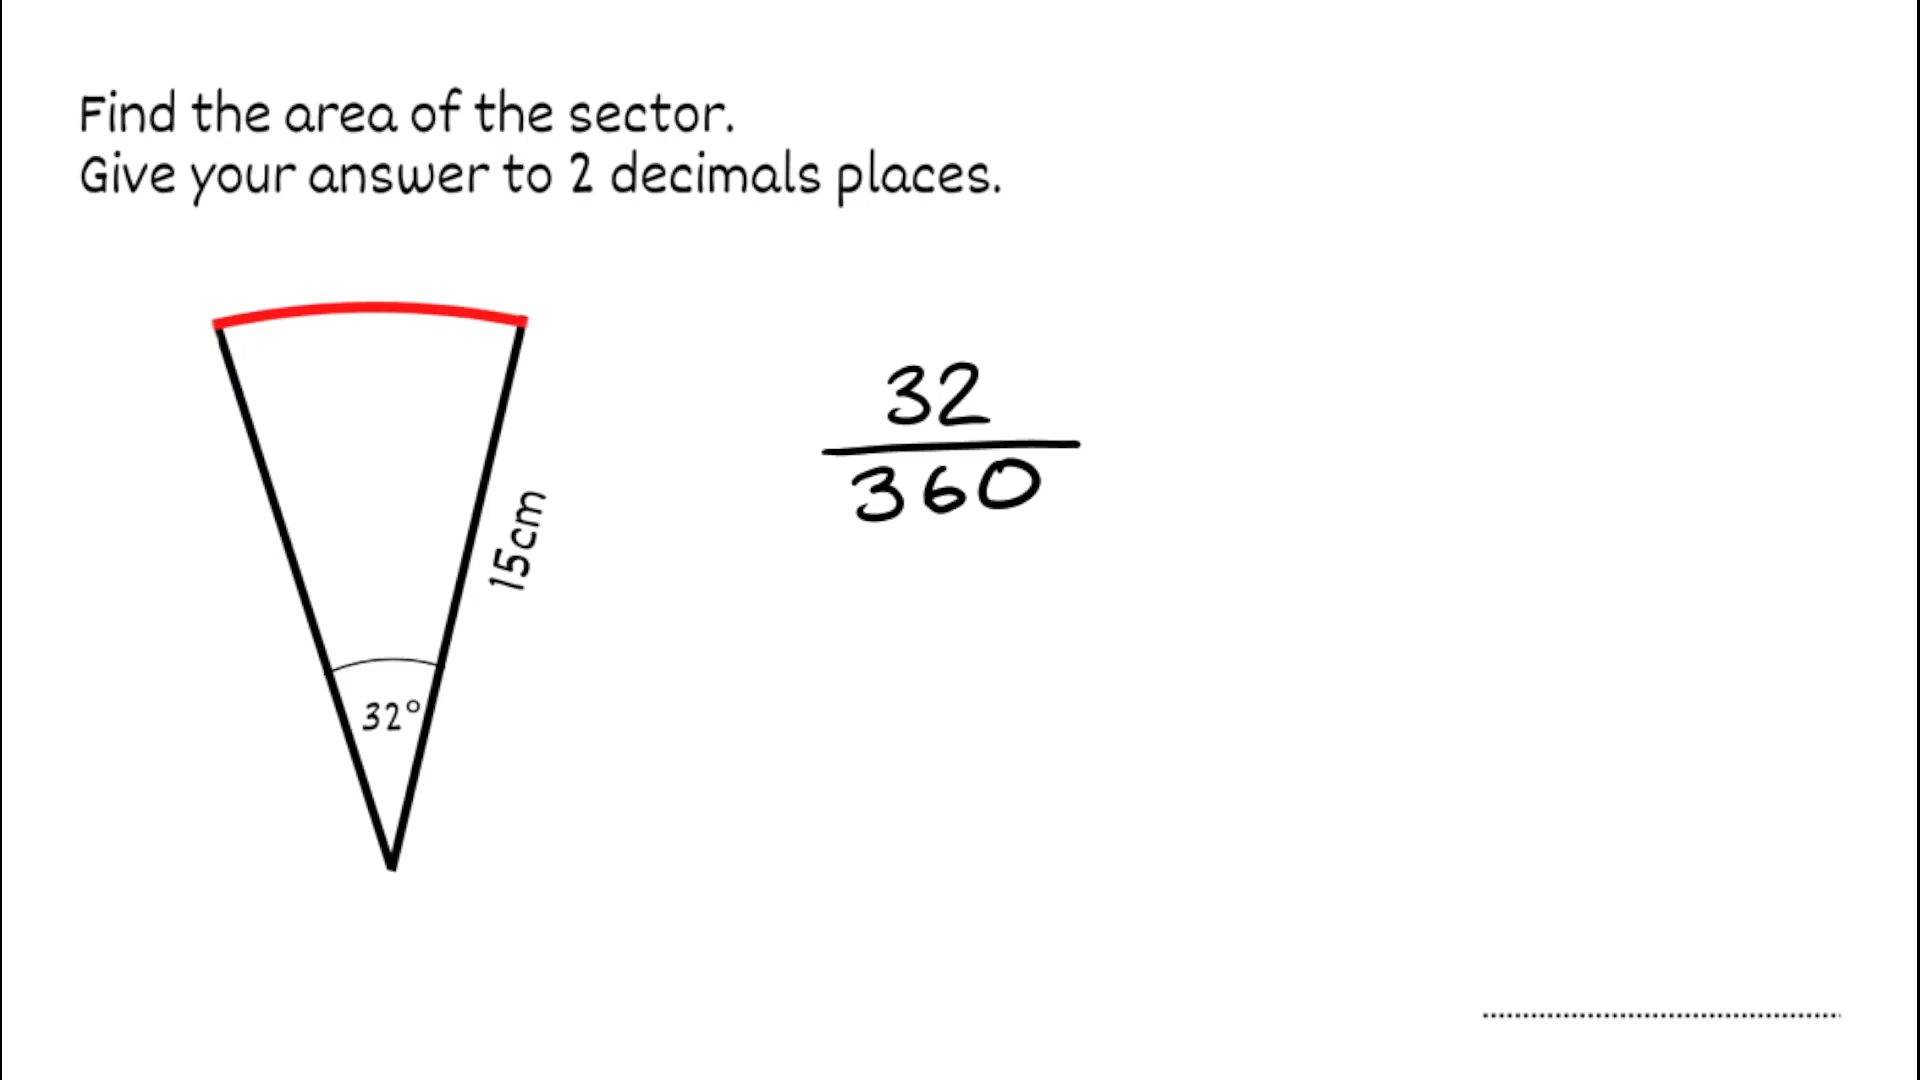 Find the area of the sector.
Give your answer to 2 decimals places.
32
360
15cm
32°